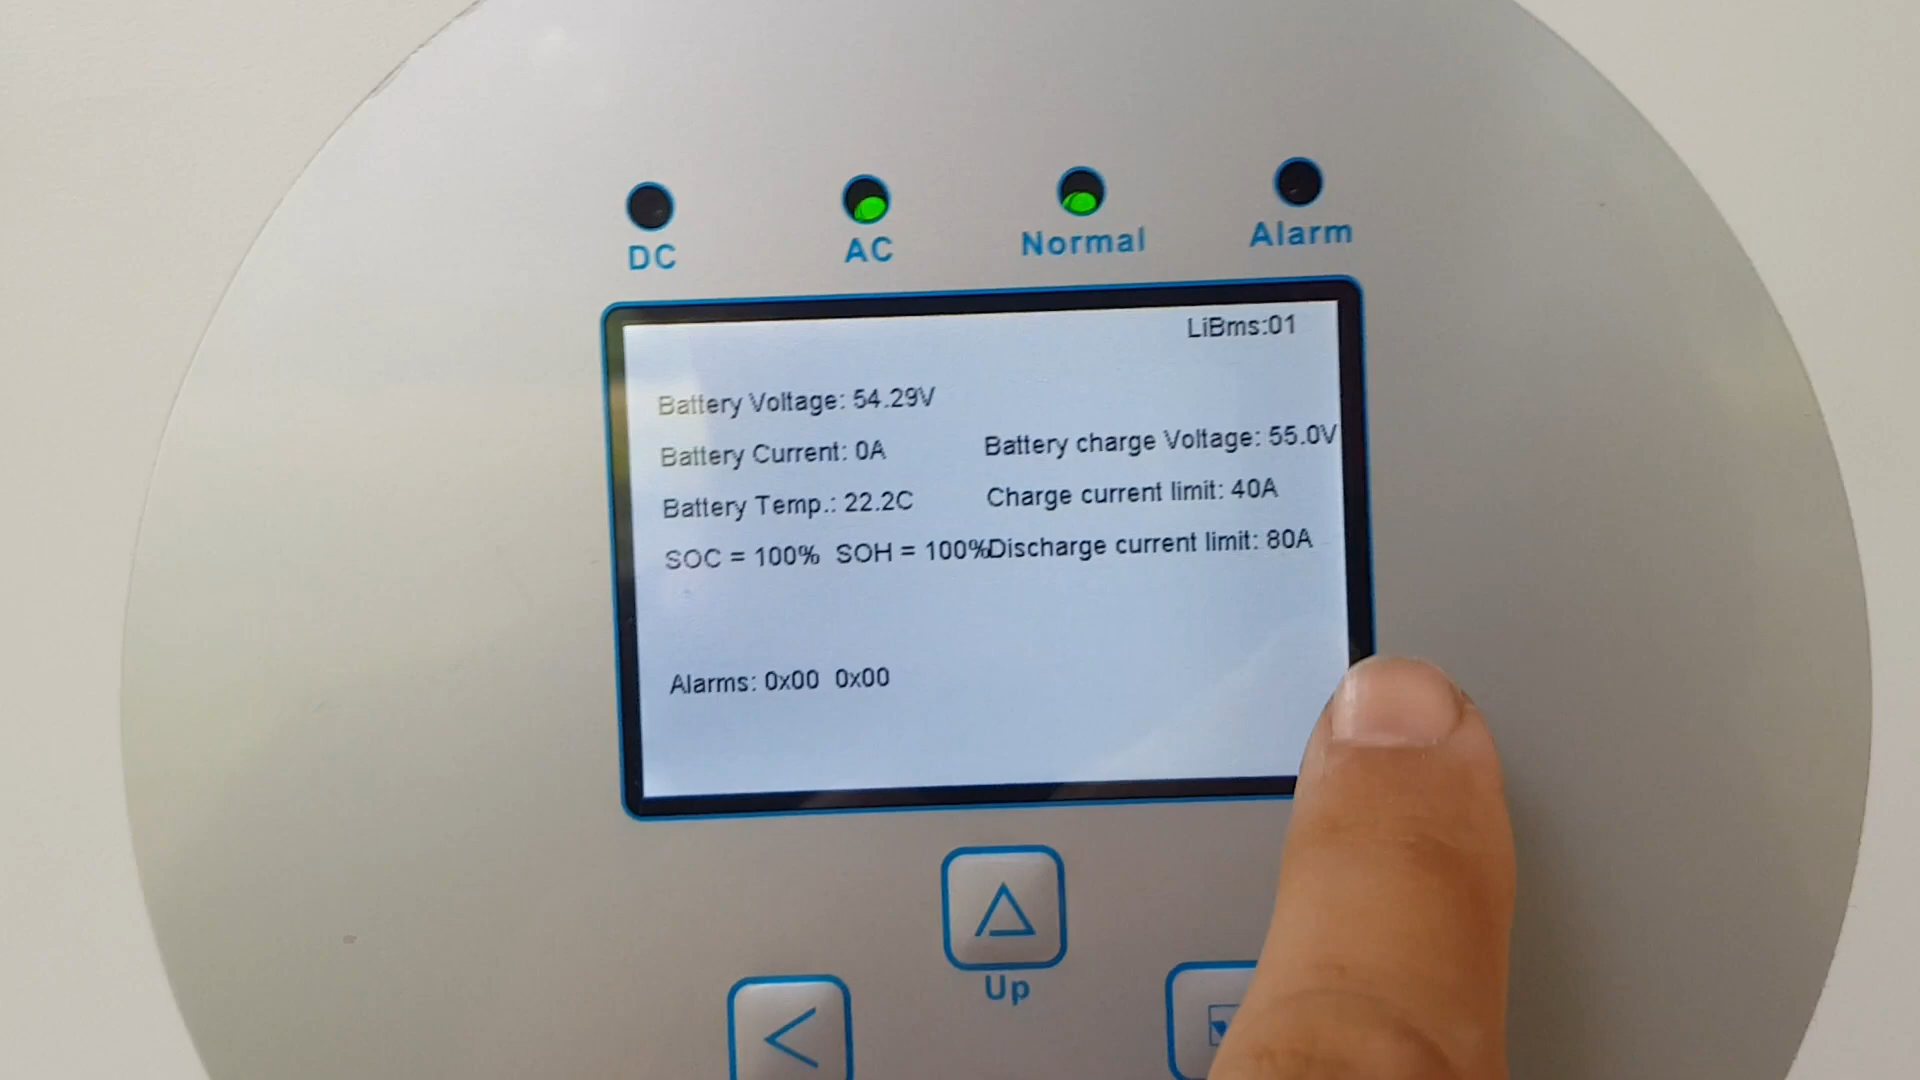 DC AC Normal Alarm
LiBms:01
Battery Voltage: 54.29V
Battery Current: 0A Battery charge Voltage: 55.0V
Battery Temp.: 22.2C Charge current limit: 40A
SOC = 100% SOH = 100%Discharge current limit: 80A
Alarms: 0x00 0x00
Up